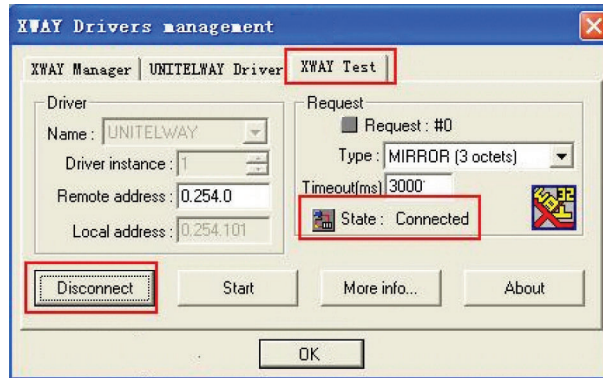 XWAY Drivers management
XWAY Manager UNITELWAY Driver XWAY Test
Driver
Name : UNITELWAY
Driver instance : 1
Remote address : 0.254.0
Local address : 0.254.101
Request
Request : #0
Type : MIRROR (3 octets)
Timeout(ms) 3000
State : Connected
Disconnect Start More info... About
OK